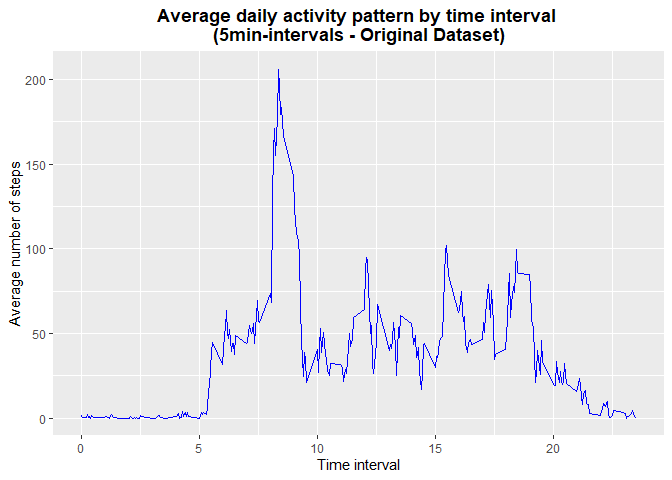 Average daily activity pattern by time interval
(5min-intervals - Original Dataset)
Average number of steps
200
150
100
50
0
0 5 10 15 20
Time interval